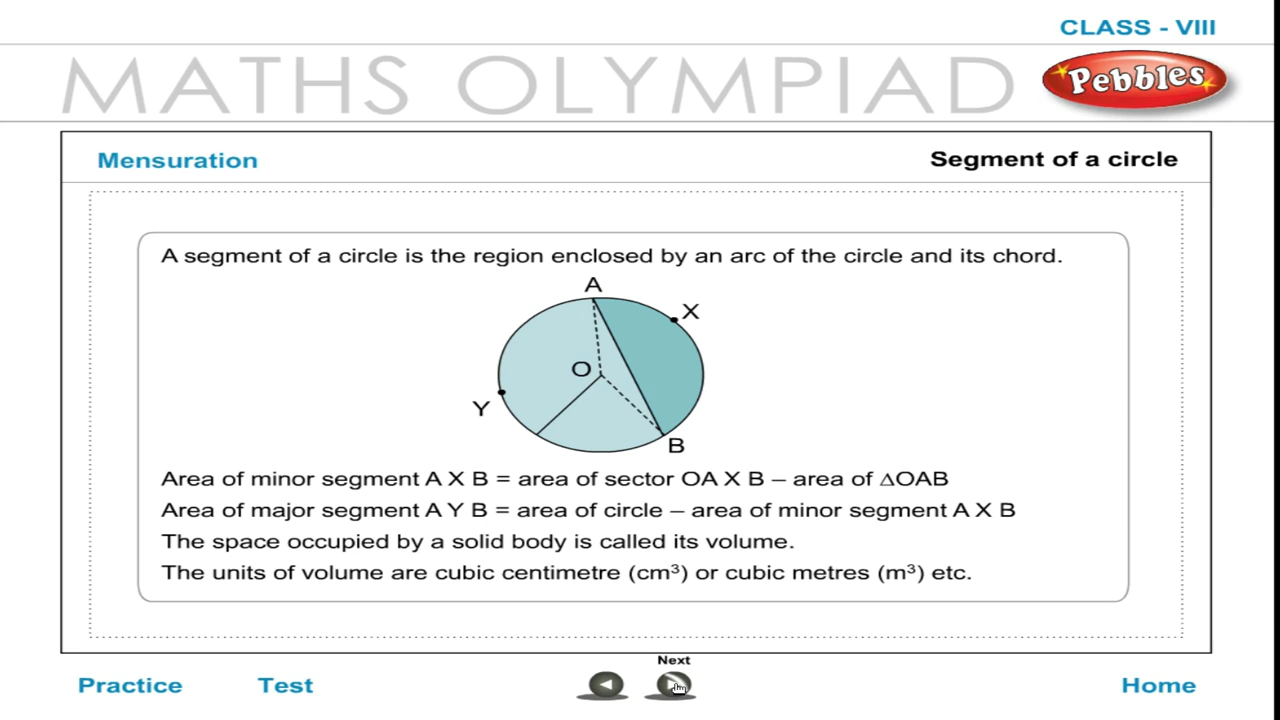 CLASS - VIII
MATHS OLYMPIAD
Pebbles
Mensuration
Segment of a circle
A segment of a circle is the region enclosed by an arc of the circle and its chord.
A
X
O
Y
B
Area of minor segment A X B = area of sector OA X B – area of ∆OAB
Area of major segment A Y B = area of circle – area of minor segment A X B
The space occupied by a solid body is called its volume.
The units of volume are cubic centimetre (cm³) or cubic metres (m³) etc.
Next
Practice
Test
Home